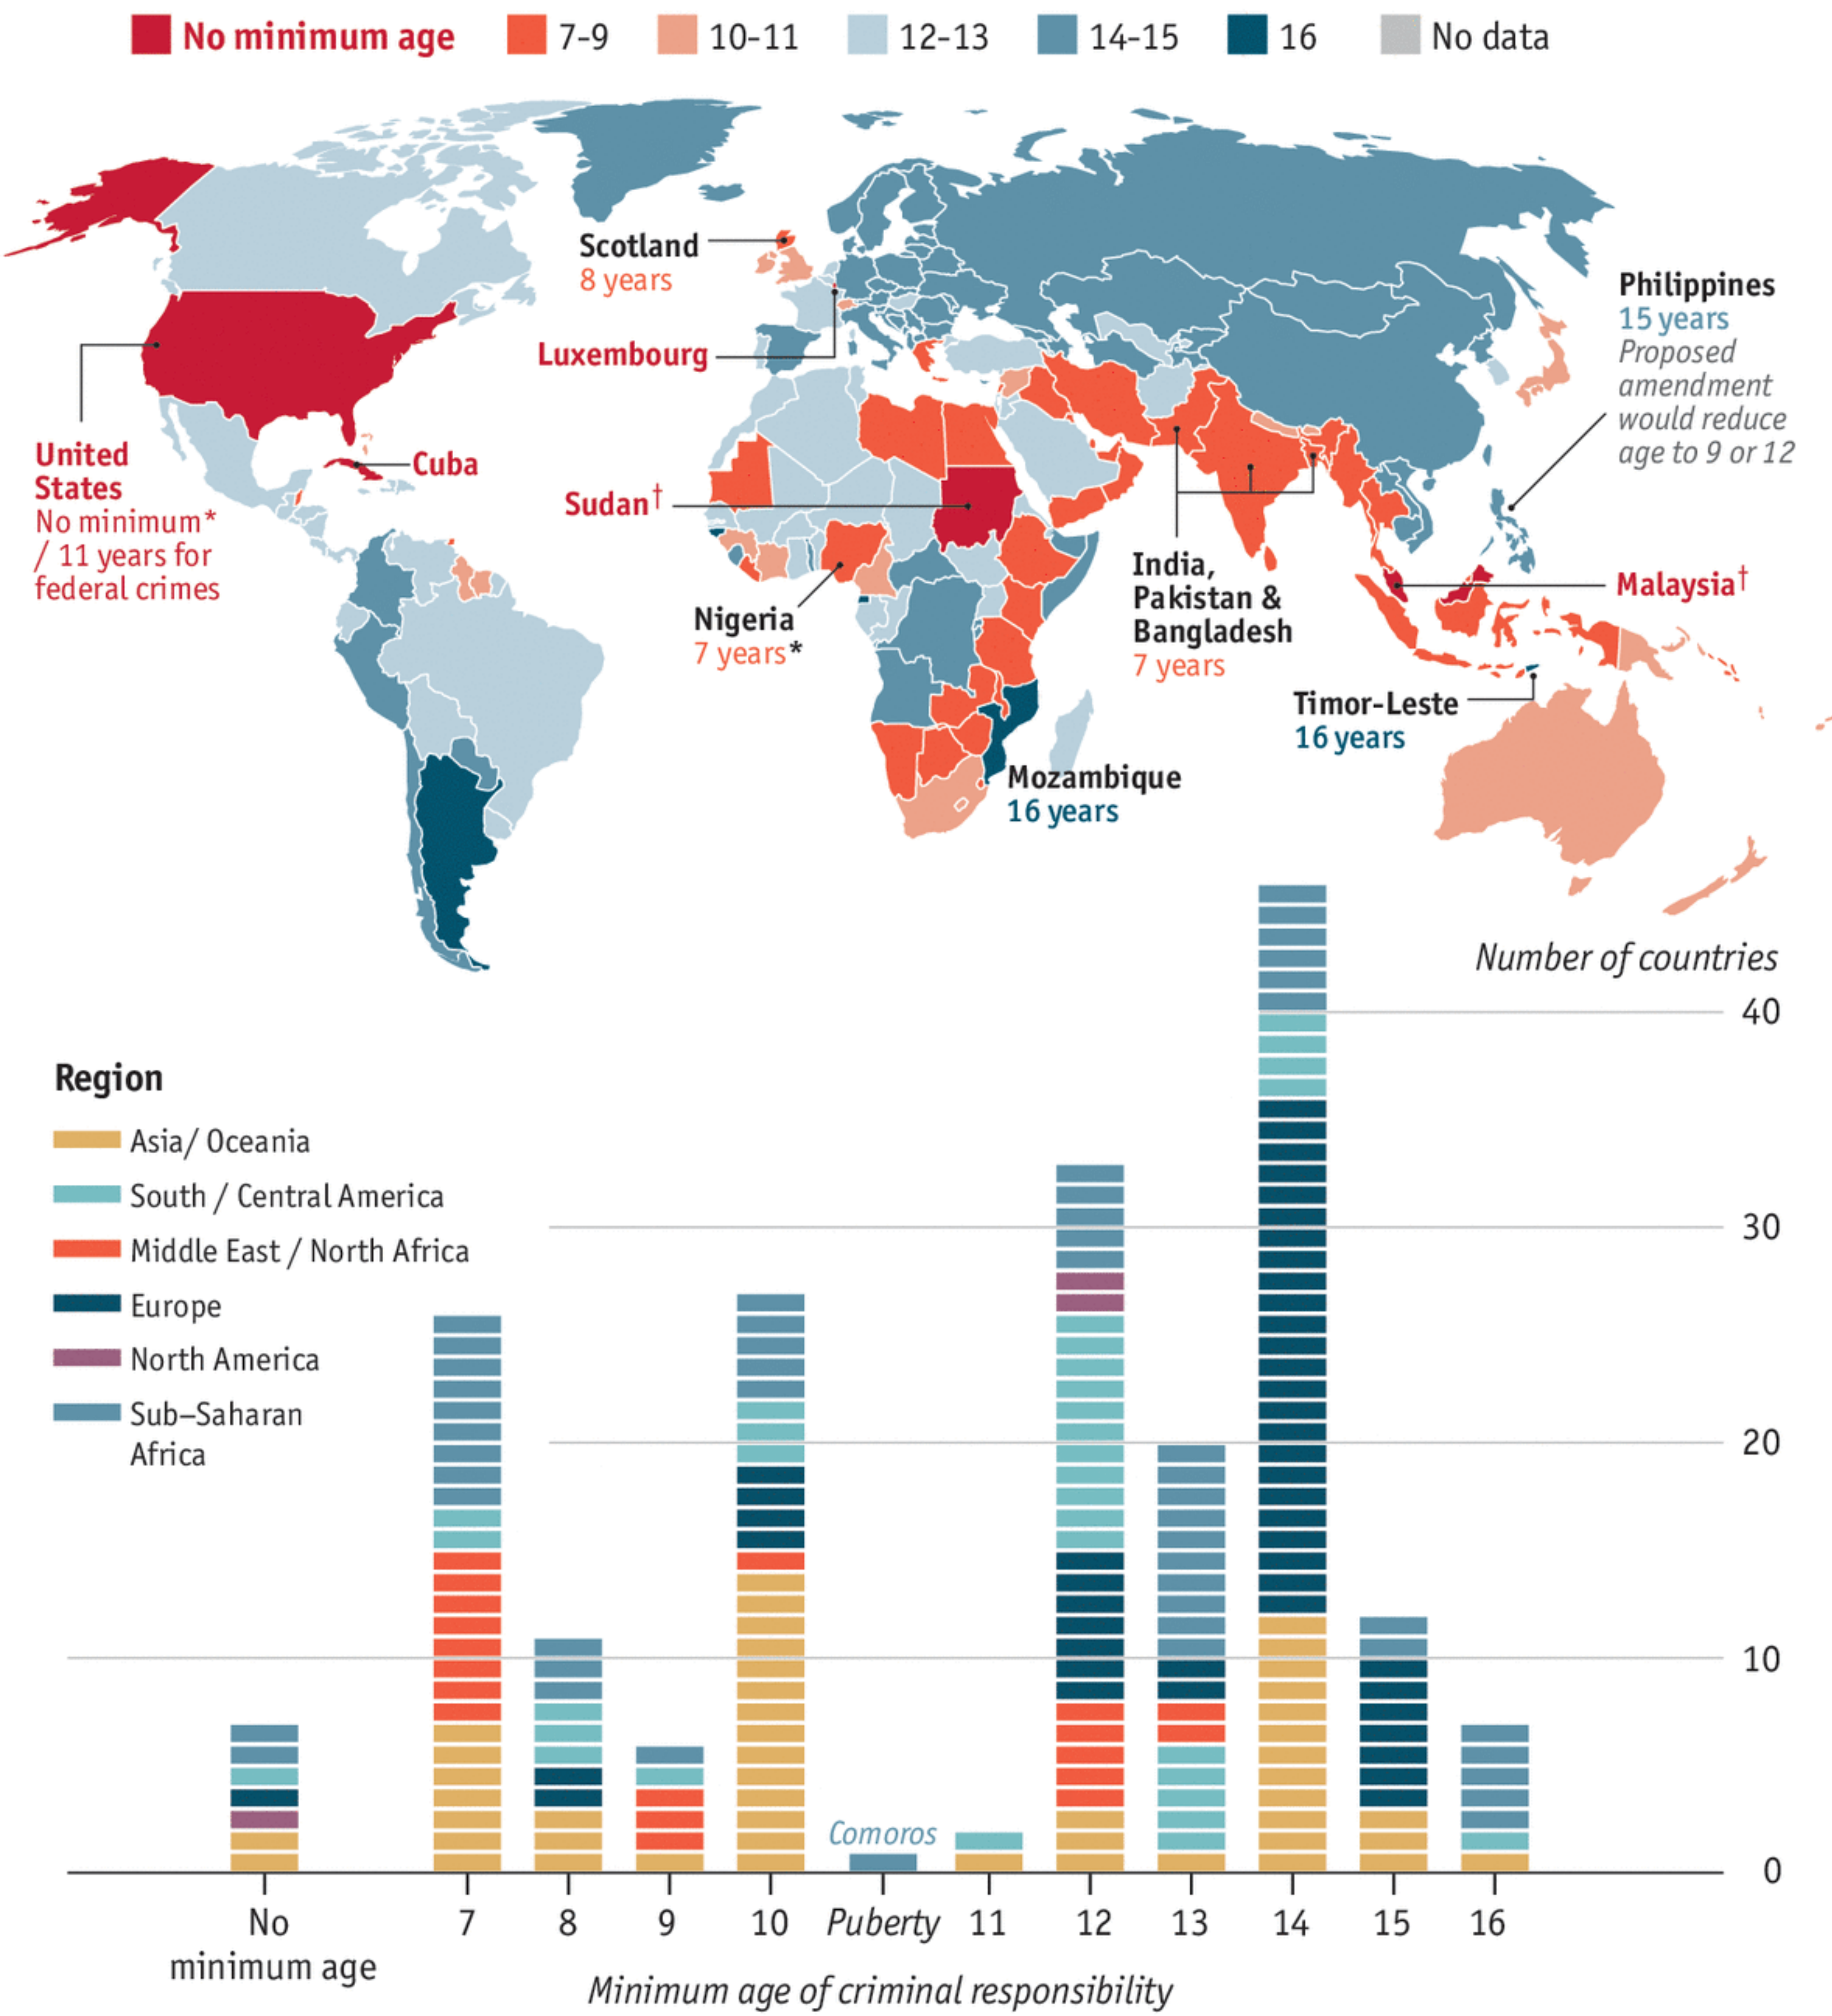 No minimum age
7-9
10-11
12-13
14-15
16
No data
Scotland
8 years
Luxembourg
United
States
No minimum*
/ 11 years for
federal crimes
Cuba
Sudan†
Nigeria
7 years*
India,
Pakistan &
Bangladesh
7 years
Philippines
15 years
Proposed
amendment
would reduce
age to 9 or 12
Malaysia†
Timor-Leste
16 years
Mozambique
16 years
Number of countries
40
30
20
10
0
Region
Asia/ Oceania
South / Central America
Middle East / North Africa
Europe
North America
Sub–Saharan
Africa
Comoros
No
minimum age
7
8
9
10
Puberty
11
12
13
14
15
16
Minimum age of criminal responsibility